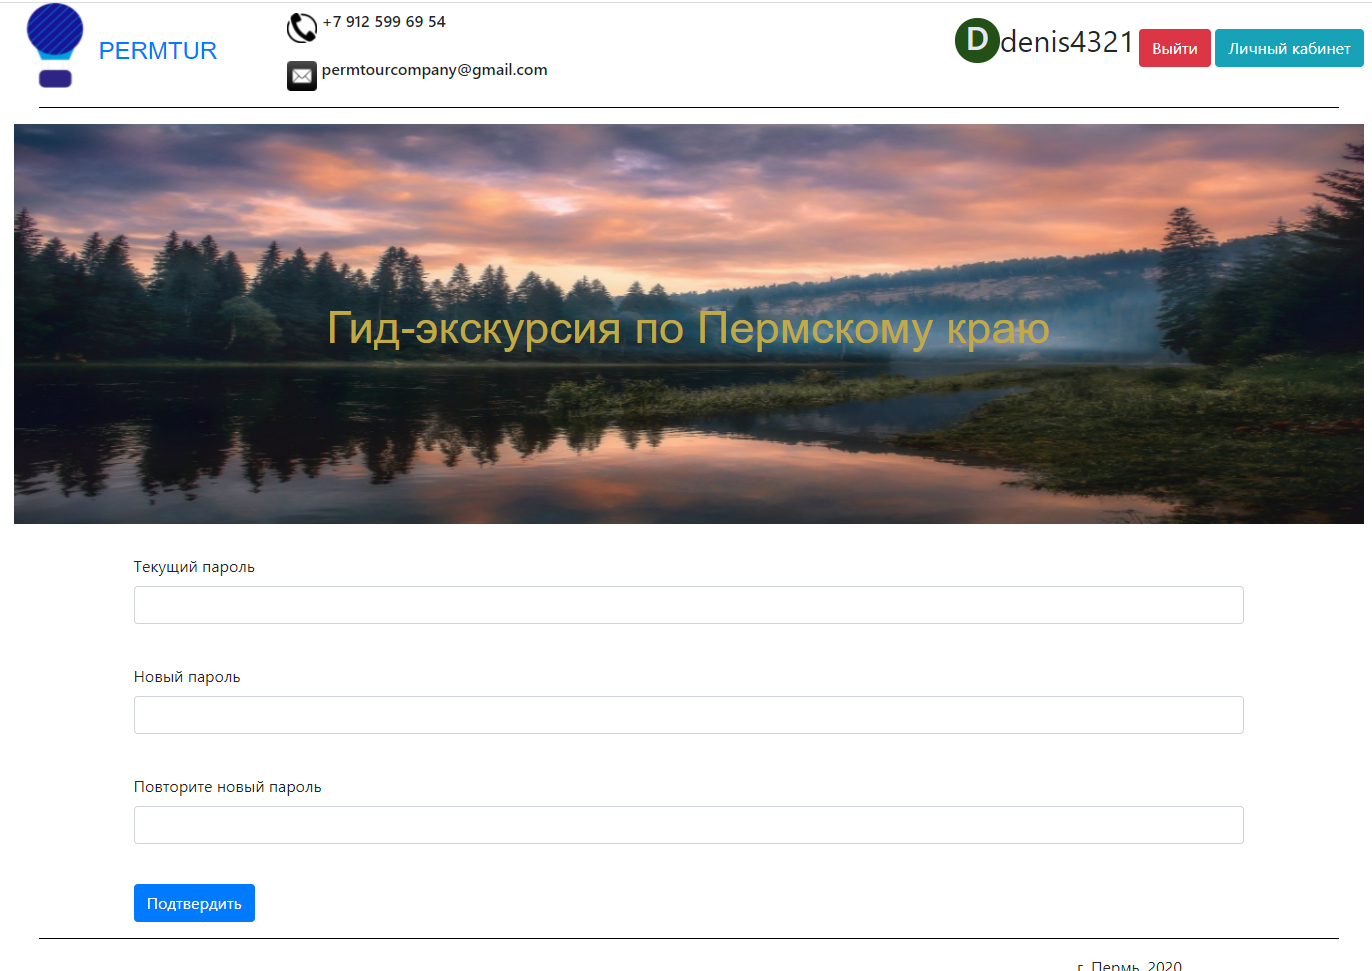 PERMTUR
+7 912 599 69 54
permtourcompany@gmail.com
D denis4321 Выйти Личный кабинет
Гид-экскурсия по Пермскому краю
Текущий пароль
Новый пароль
Повторите новый пароль
Подтвердить
г. Пермь, 2020